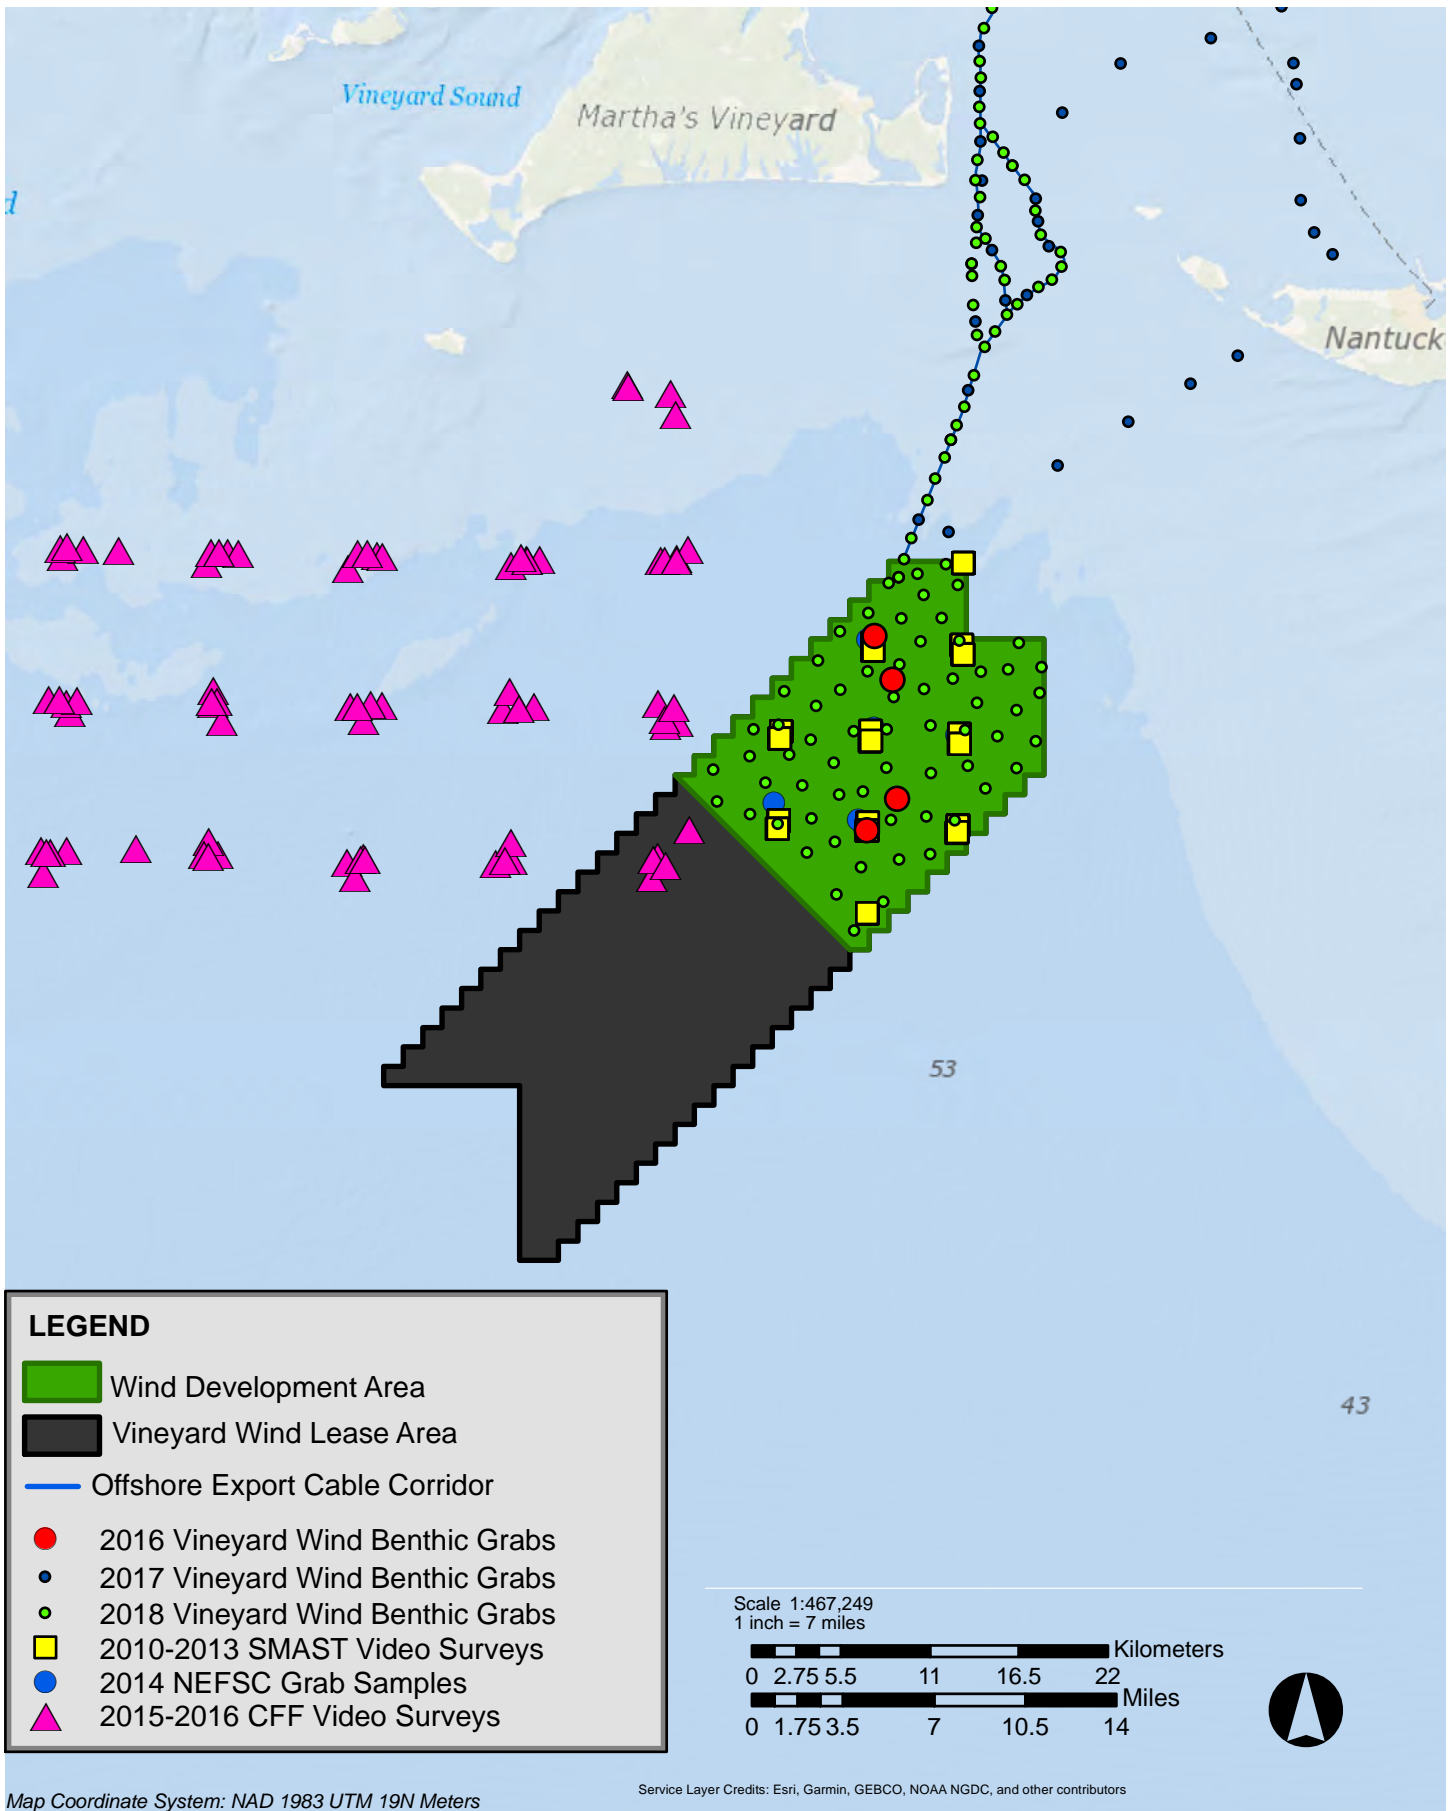 Vineyard Sound
Martha's Vineyard
d
Nantuck
53
43
LEGEND
Wind Development Area
Vineyard Wind Lease Area
Offshore Export Cable Corridor
2016 Vineyard Wind Benthic Grabs
2017 Vineyard Wind Benthic Grabs
2018 Vineyard Wind Benthic Grabs
2010-2013 SMAST Video Surveys
2014 NEFSC Grab Samples
2015-2016 CFF Video Surveys
Scale 1:467,249
1 inch = 7 miles
Kilometers
0 2.75 5.5 11 16.5 22
Miles
0 1.75 3.5 7 10.5 14
Service Layer Credits: Esri, Garmin, GEBCO, NOAA NGDC, and other contributors
Map Coordinate System: NAD 1983 UTM 19N Meters